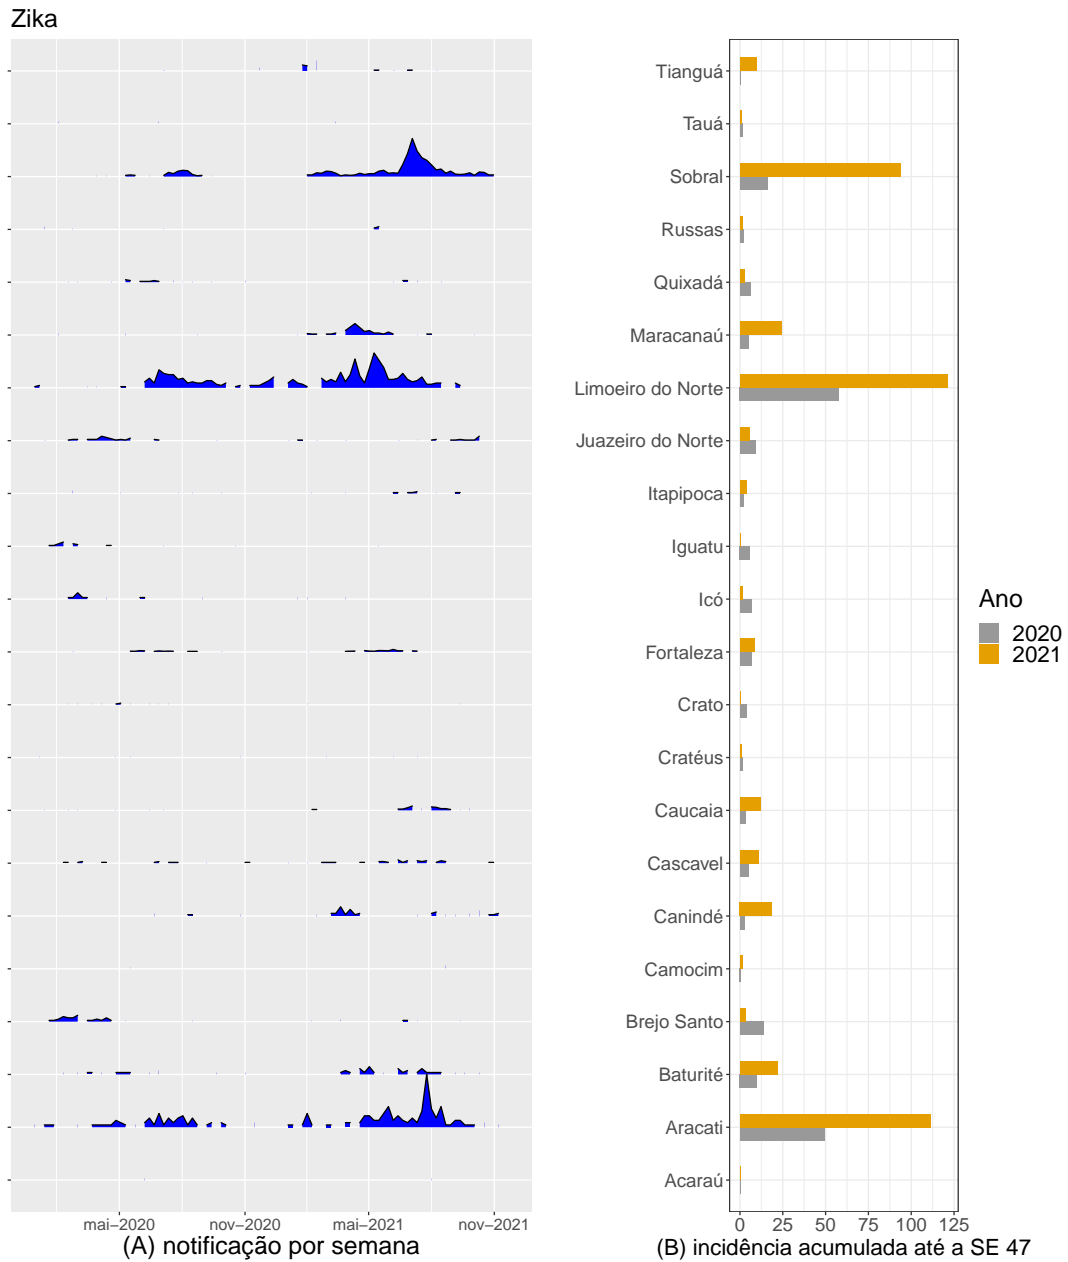 Zika
Tianguá
Tauá
Sobral
Russas
Quixadá
Maracanaú
Limoeiro do Norte
Juazeiro do Norte
Itapipoca
Iguatu
Icó
Fortaleza
Crato
Cratéus
Caucaia
Cascavel
Canindé
Camocim
Brejo Santo
Baturité
Aracati
Acaraú
mai–2020 nov–2020 mai–2021 nov–2021
(A) notificação por semana
0 25 50 75 100 125
(B) incidência acumulada até a SE 47
Ano
2020
2021